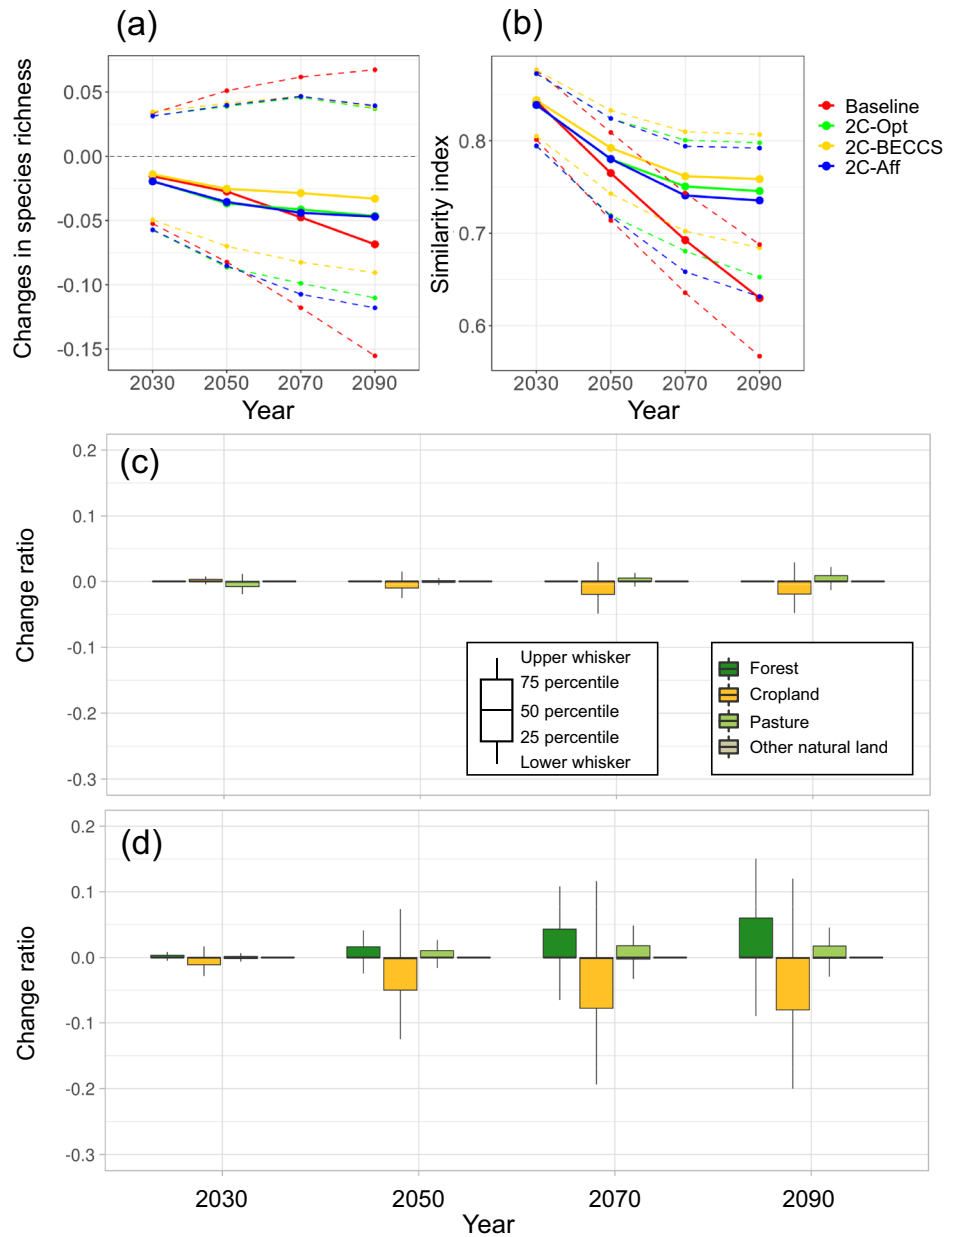 (a)
Changes in species richness
0.05
0.00
-0.05
-0.10
-0.15
2030 2050 2070 2090
Year
(b)
Similarity index
0.8
0.7
0.6
2030 2050 2070 2090
Year
Baseline
2C-Opt
2C-BECCS
2C-Aff
(c)
Change ratio
0.2
0.1
0.0
-0.1
-0.2
-0.3
Upper whisker
75 percentile
50 percentile
25 percentile
Lower whisker
Forest
Cropland
Pasture
Other natural land
(d)
Change ratio
0.2
0.1
0.0
-0.1
-0.2
-0.3
2030 2050 2070 2090
Year